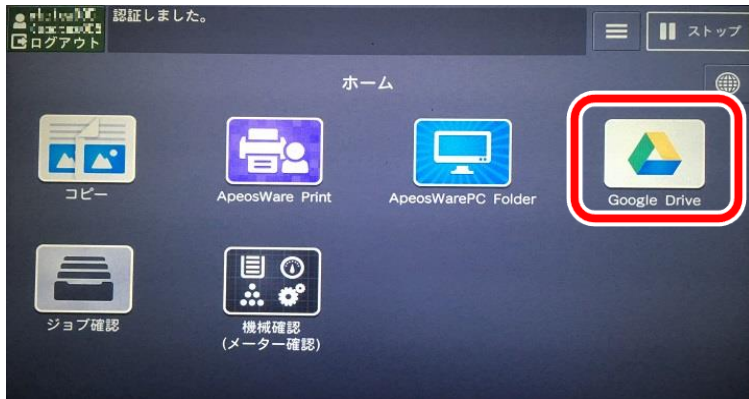 認証しました。
ログアウト
ストップ
ホーム
コピー
ApeosWare Print
ApeosWarePC Folder
Google Drive
ジョブ確認
機械確認
(メーター確認)